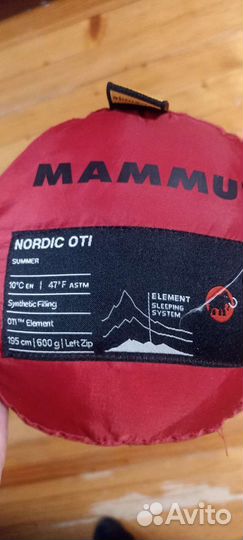 MAMMU
NORDIC OTI
SUMMER
10°C EN | 47°F ASTM
Synthetic Filling
OTI™ Element
195 cm | 600 g | Left Zip
ELEMENT
SLEEPING
SYSTEM
Avito